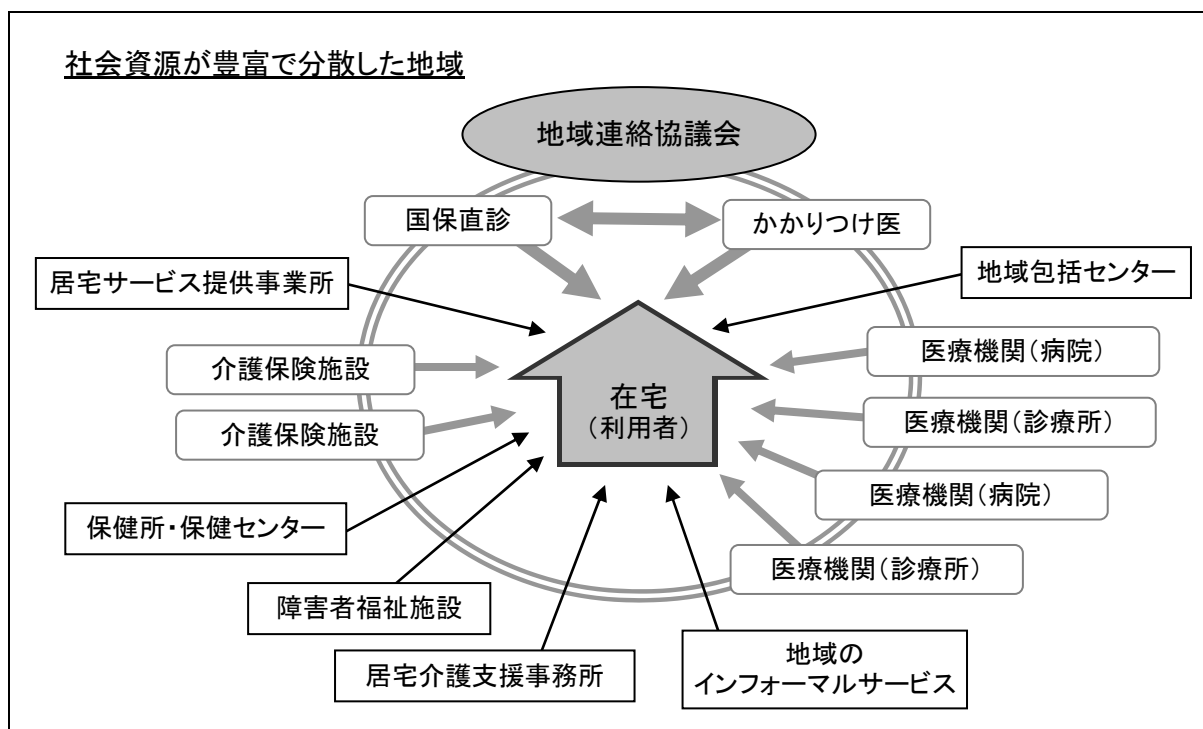 社会資源が豊富で分散した地域
地域連絡協議会
国保直診
かかりつけ医
居宅サービス提供事業所
地域包括センター
介護保険施設
医療機関(病院)
在宅
(利用者)
介護保険施設
医療機関(診療所)
医療機関(病院)
保健所・保健センター
医療機関(診療所)
障害者福祉施設
居宅介護支援事務所
地域の
インフォーマルサービス